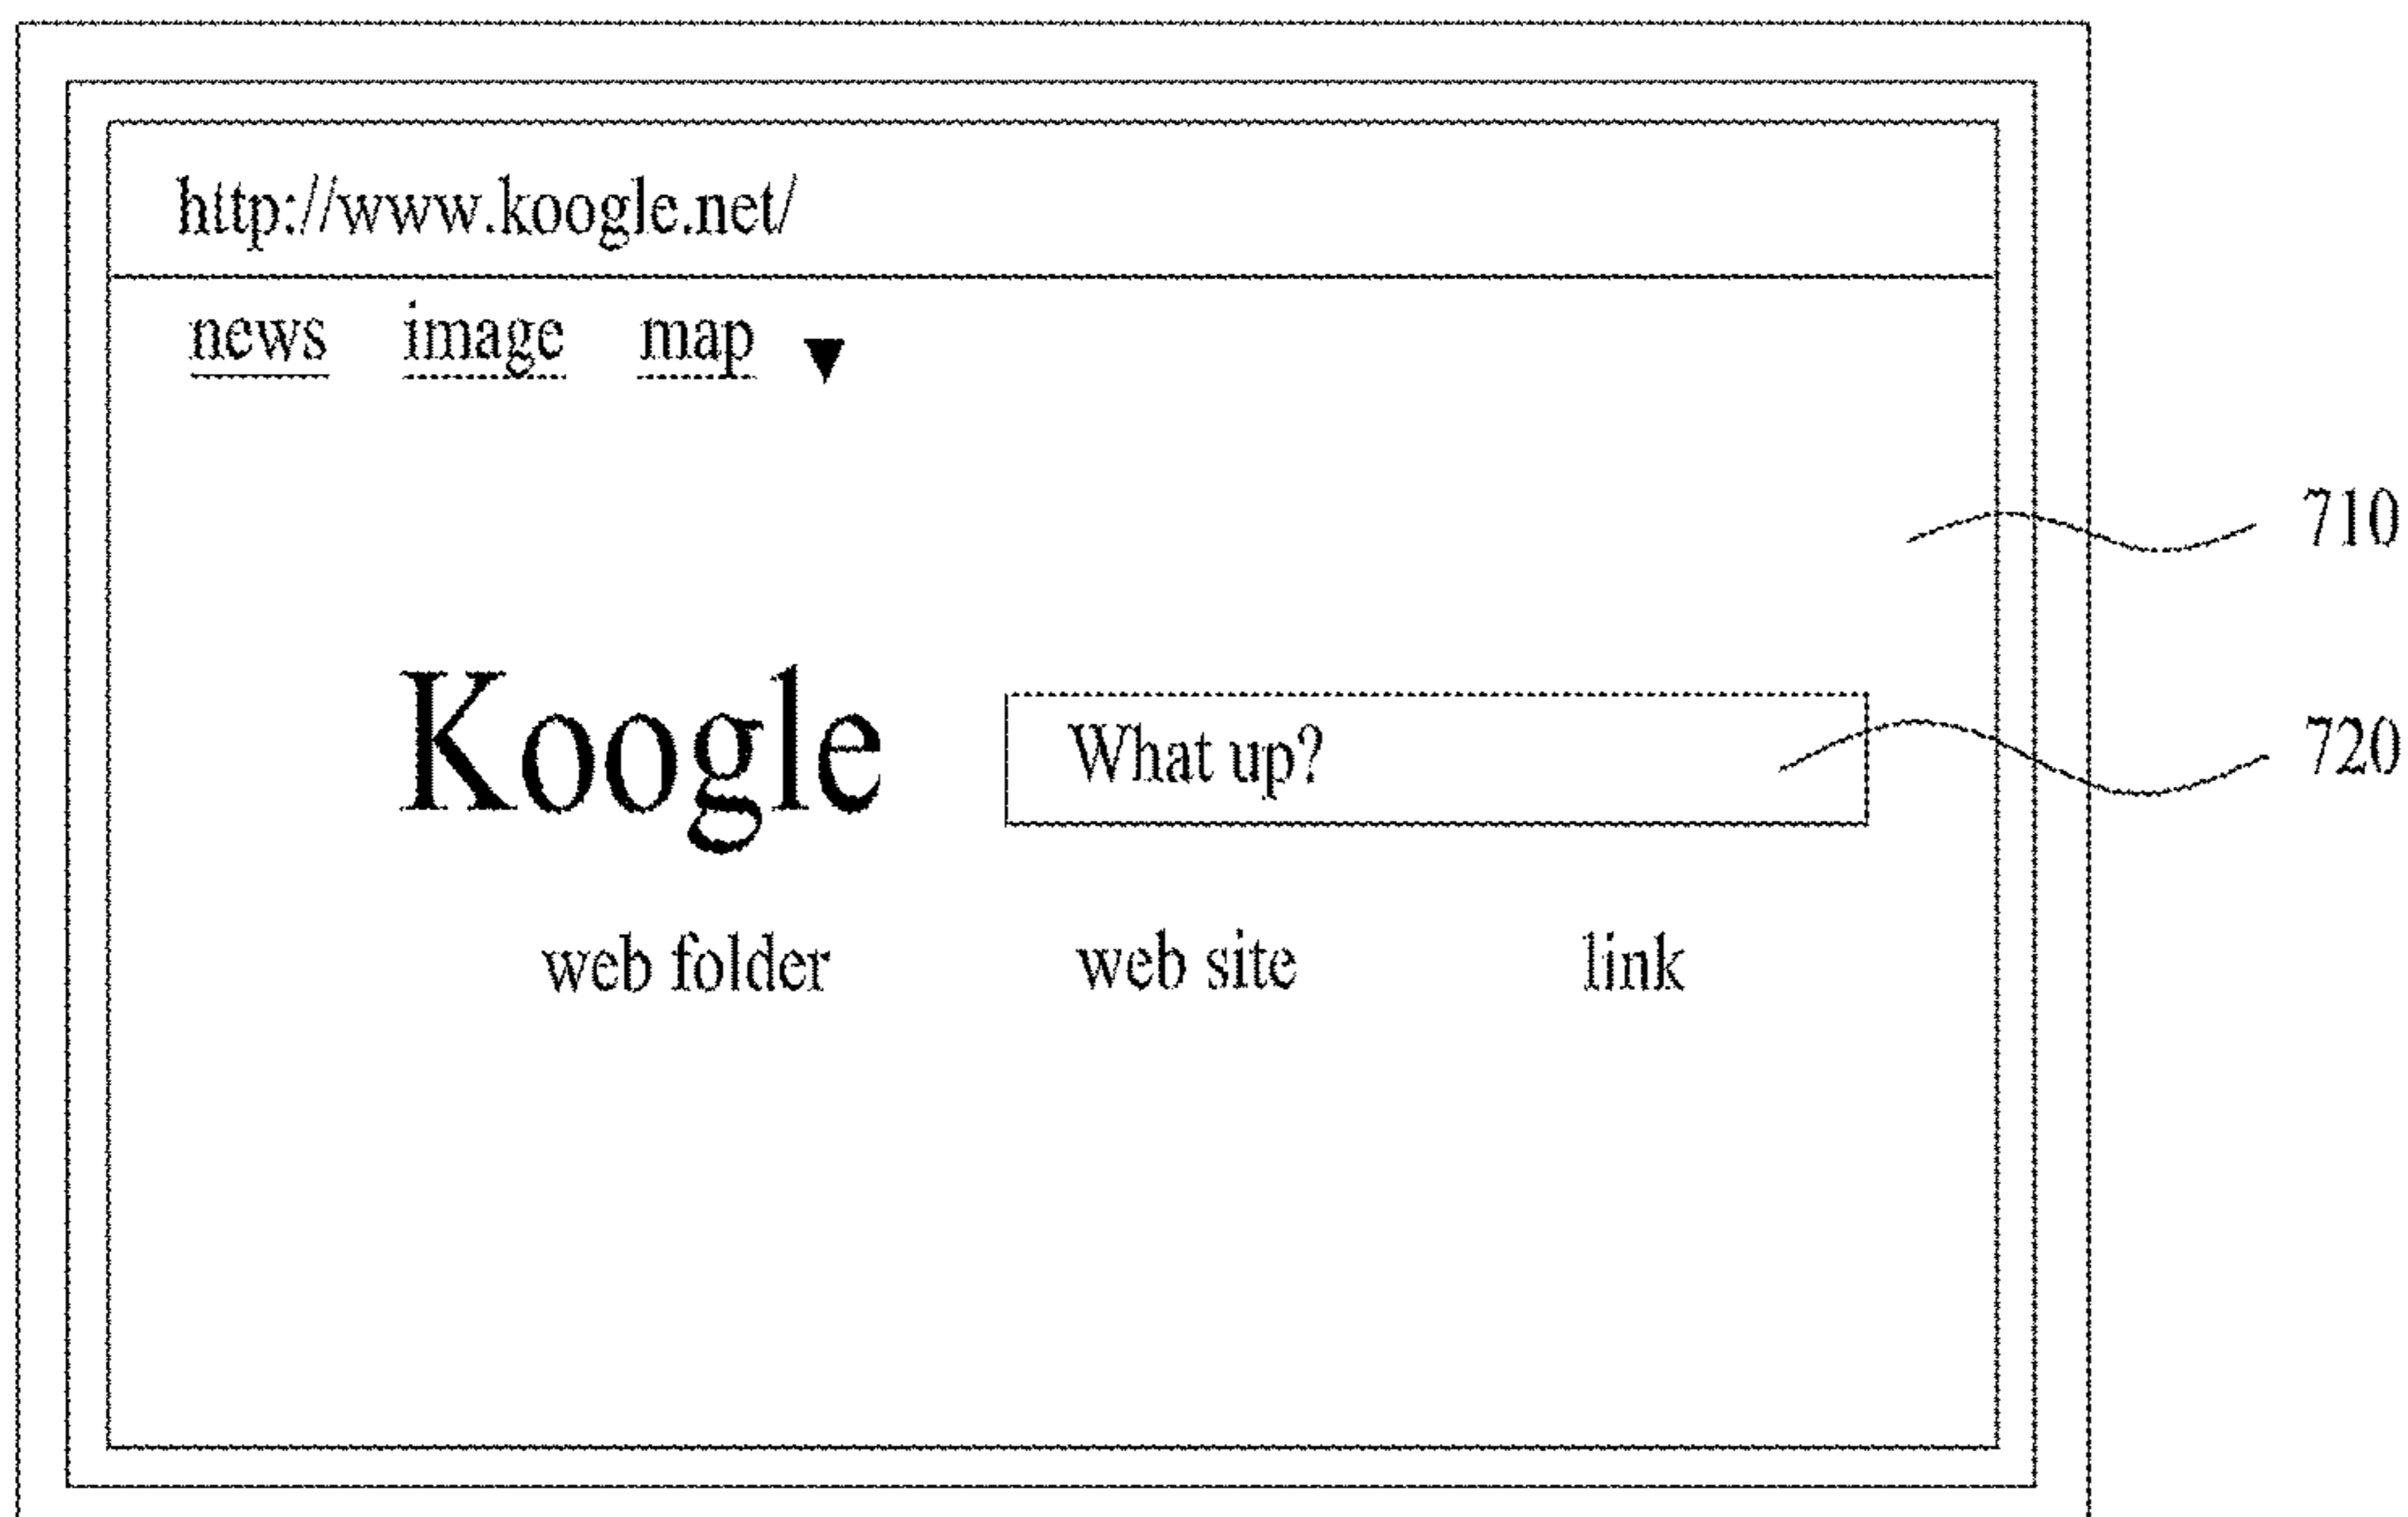 http://www.koogle.net/
news image map ▼
710
Koogle What up? 720
web folder web site link